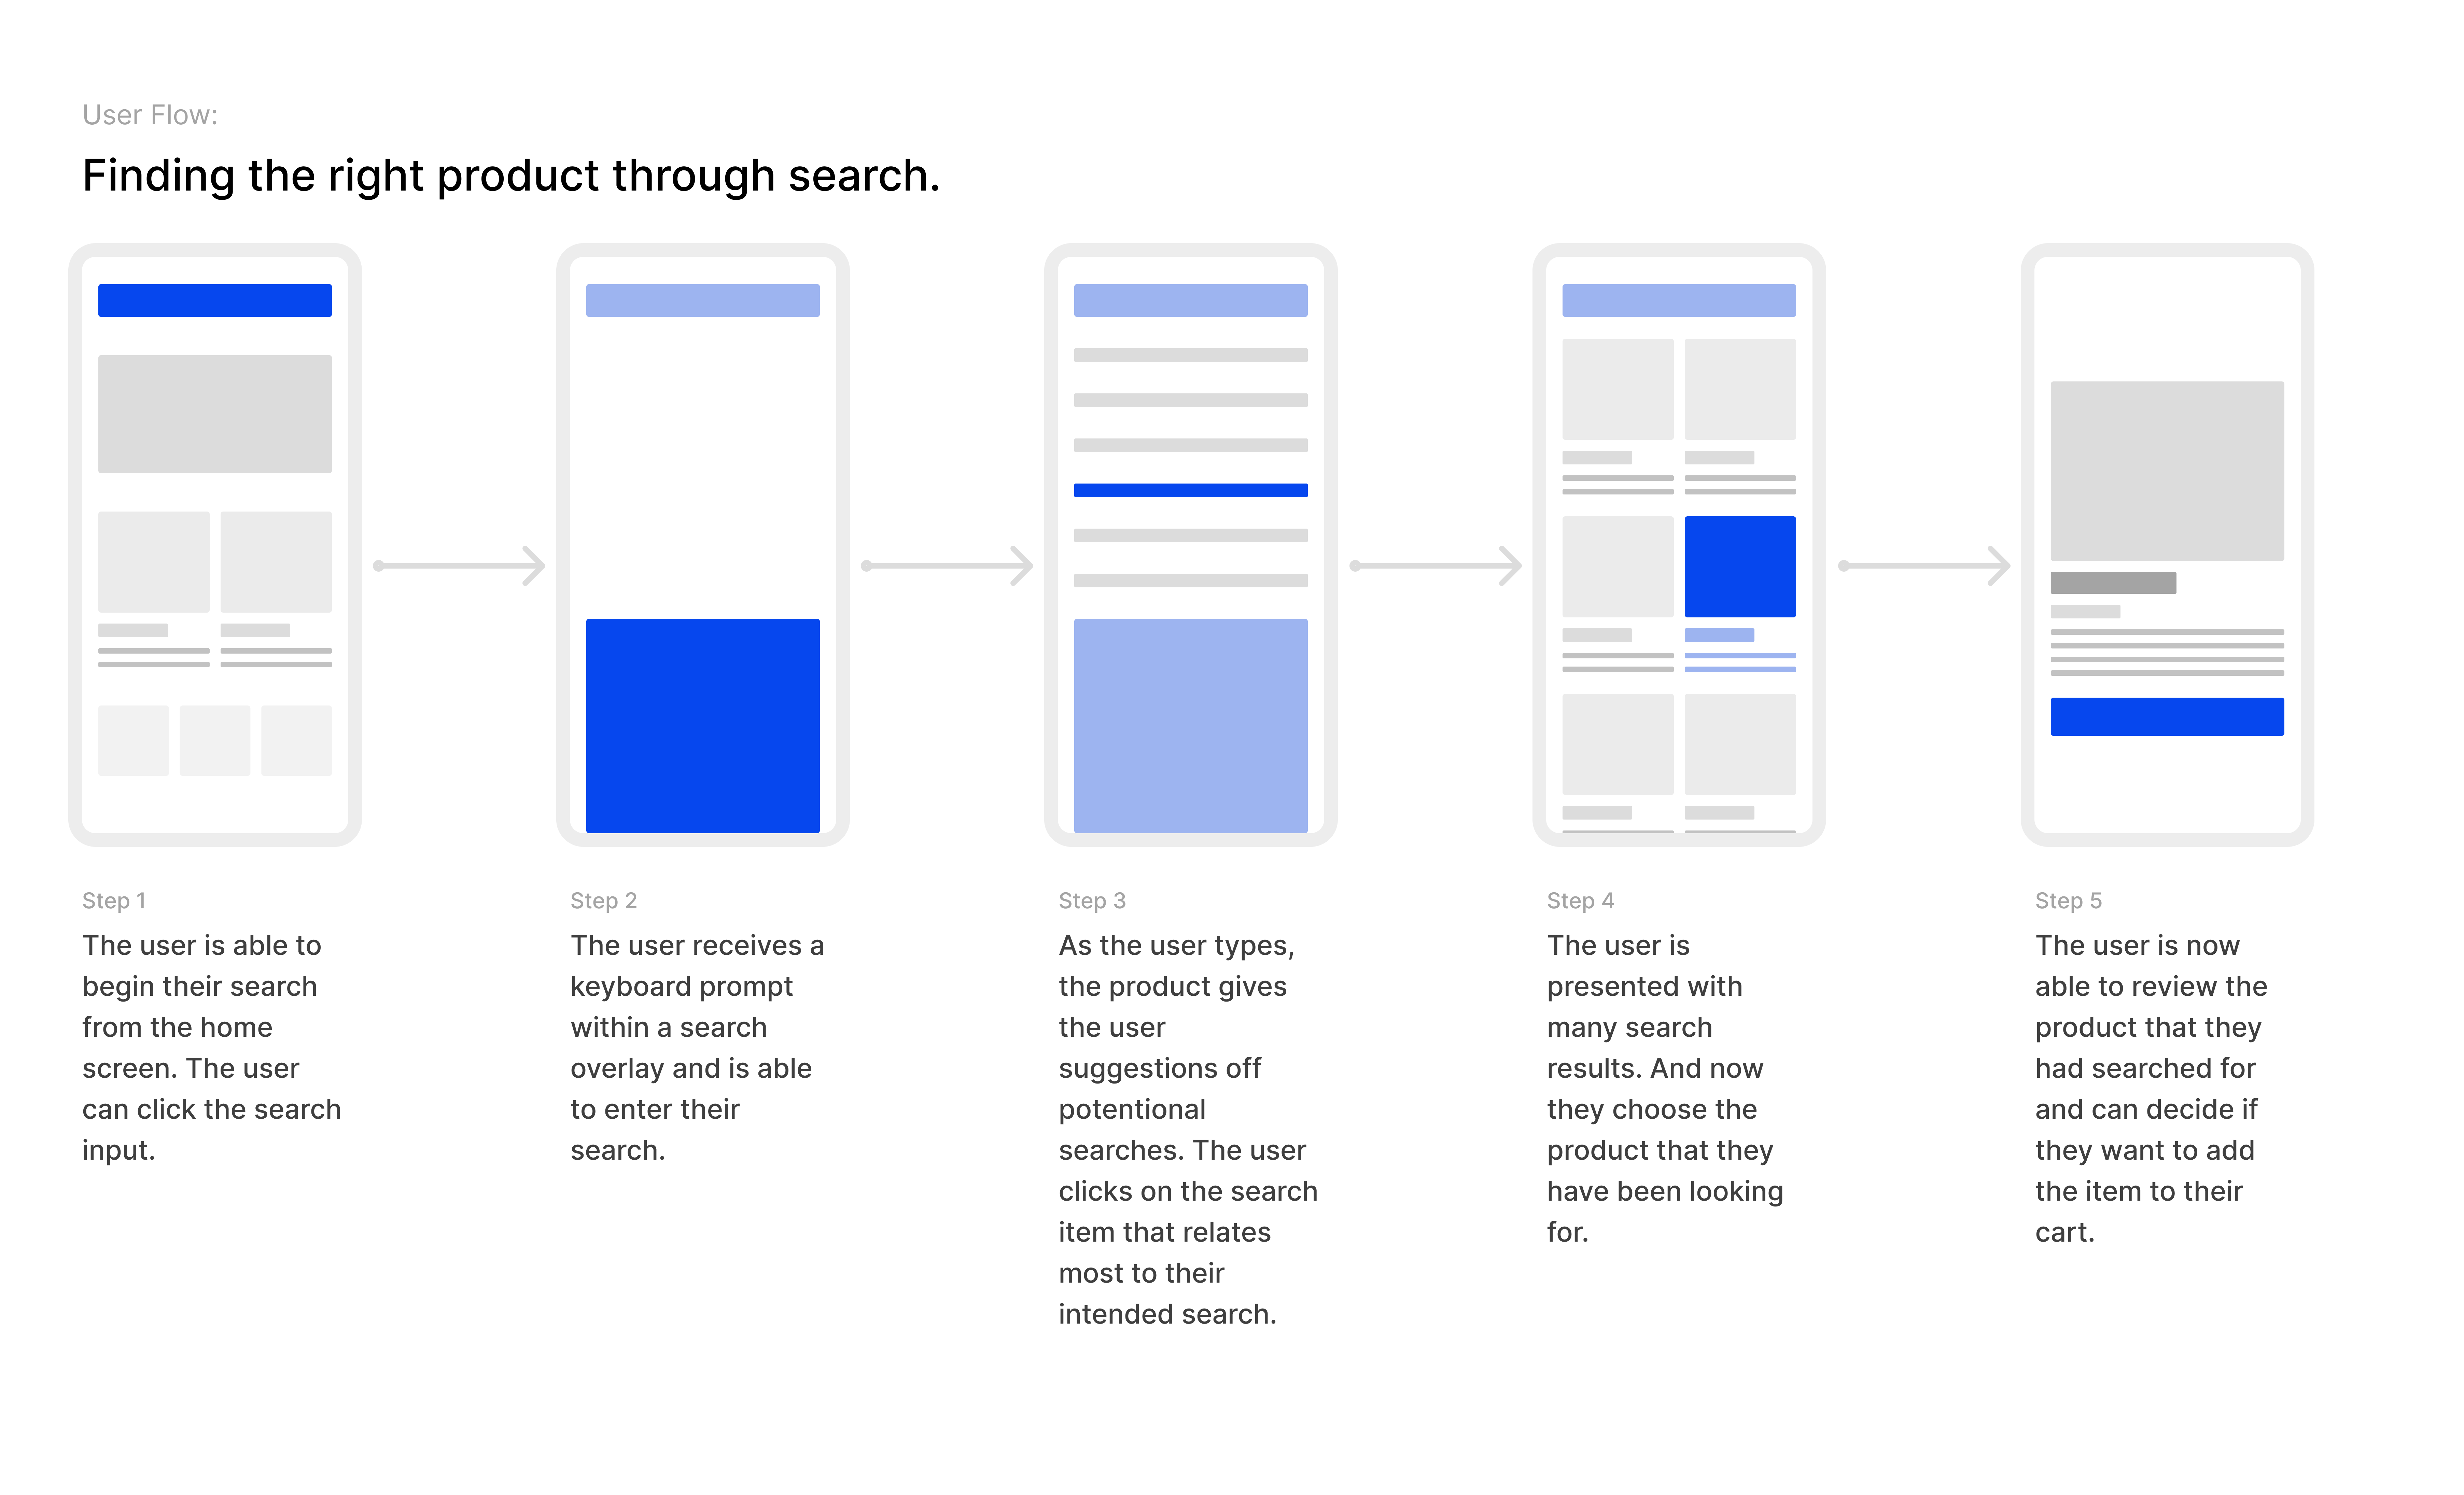 User Flow:
Finding the right product through search.
Step 1
The user is able to
begin their search
from the home
screen. The user
can click the search
input.
Step 2
The user receives a
keyboard prompt
within a search
overlay and is able
to enter their
search.
Step 3
As the user types,
the product gives
the user
suggestions off
potential
searches. The user
clicks on the search
item that relates
most to their
intended search.
Step 4
The user is
presented with
many search
results. And now
they choose the
product that they
have been looking
for.
Step 5
The user is now
able to review the
product that they
had searched for
and can decide if
they want to add
the item to their
cart.